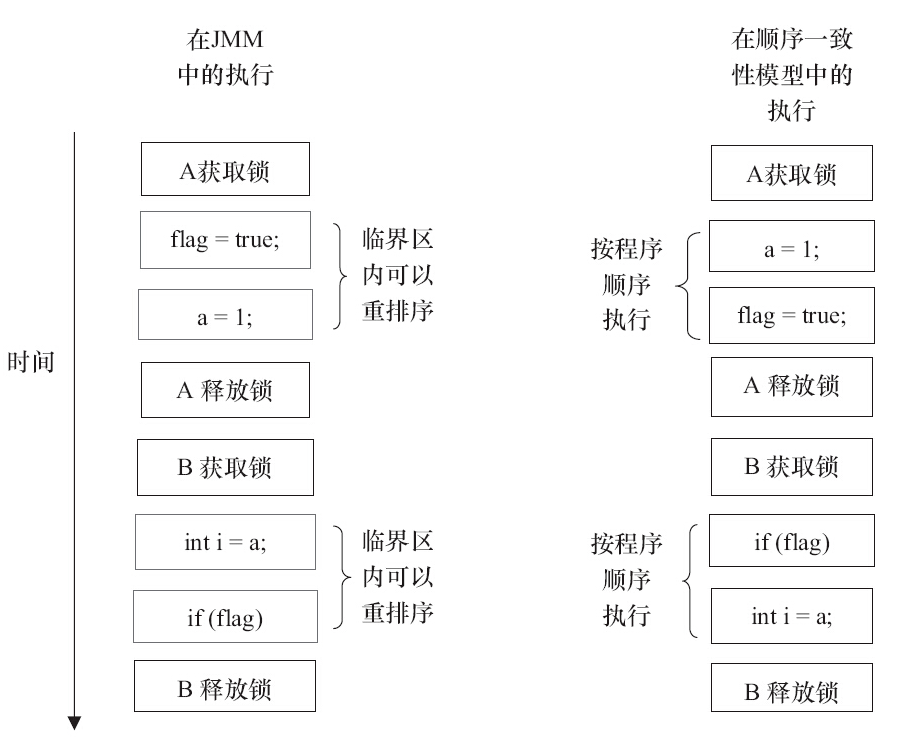 在JMM
中的执行
在顺序一致
性模型中的
执行
时间
A获取锁
flag = true;
a = 1;
临界区
内可以
重排序
A 释放锁
B 获取锁
int i = a;
if (flag)
临界区
内可以
重排序
B 释放锁
A获取锁
按程序
顺序
执行
a = 1;
flag = true;
A 释放锁
B 获取锁
按程序
顺序
执行
if (flag)
int i = a;
B 释放锁